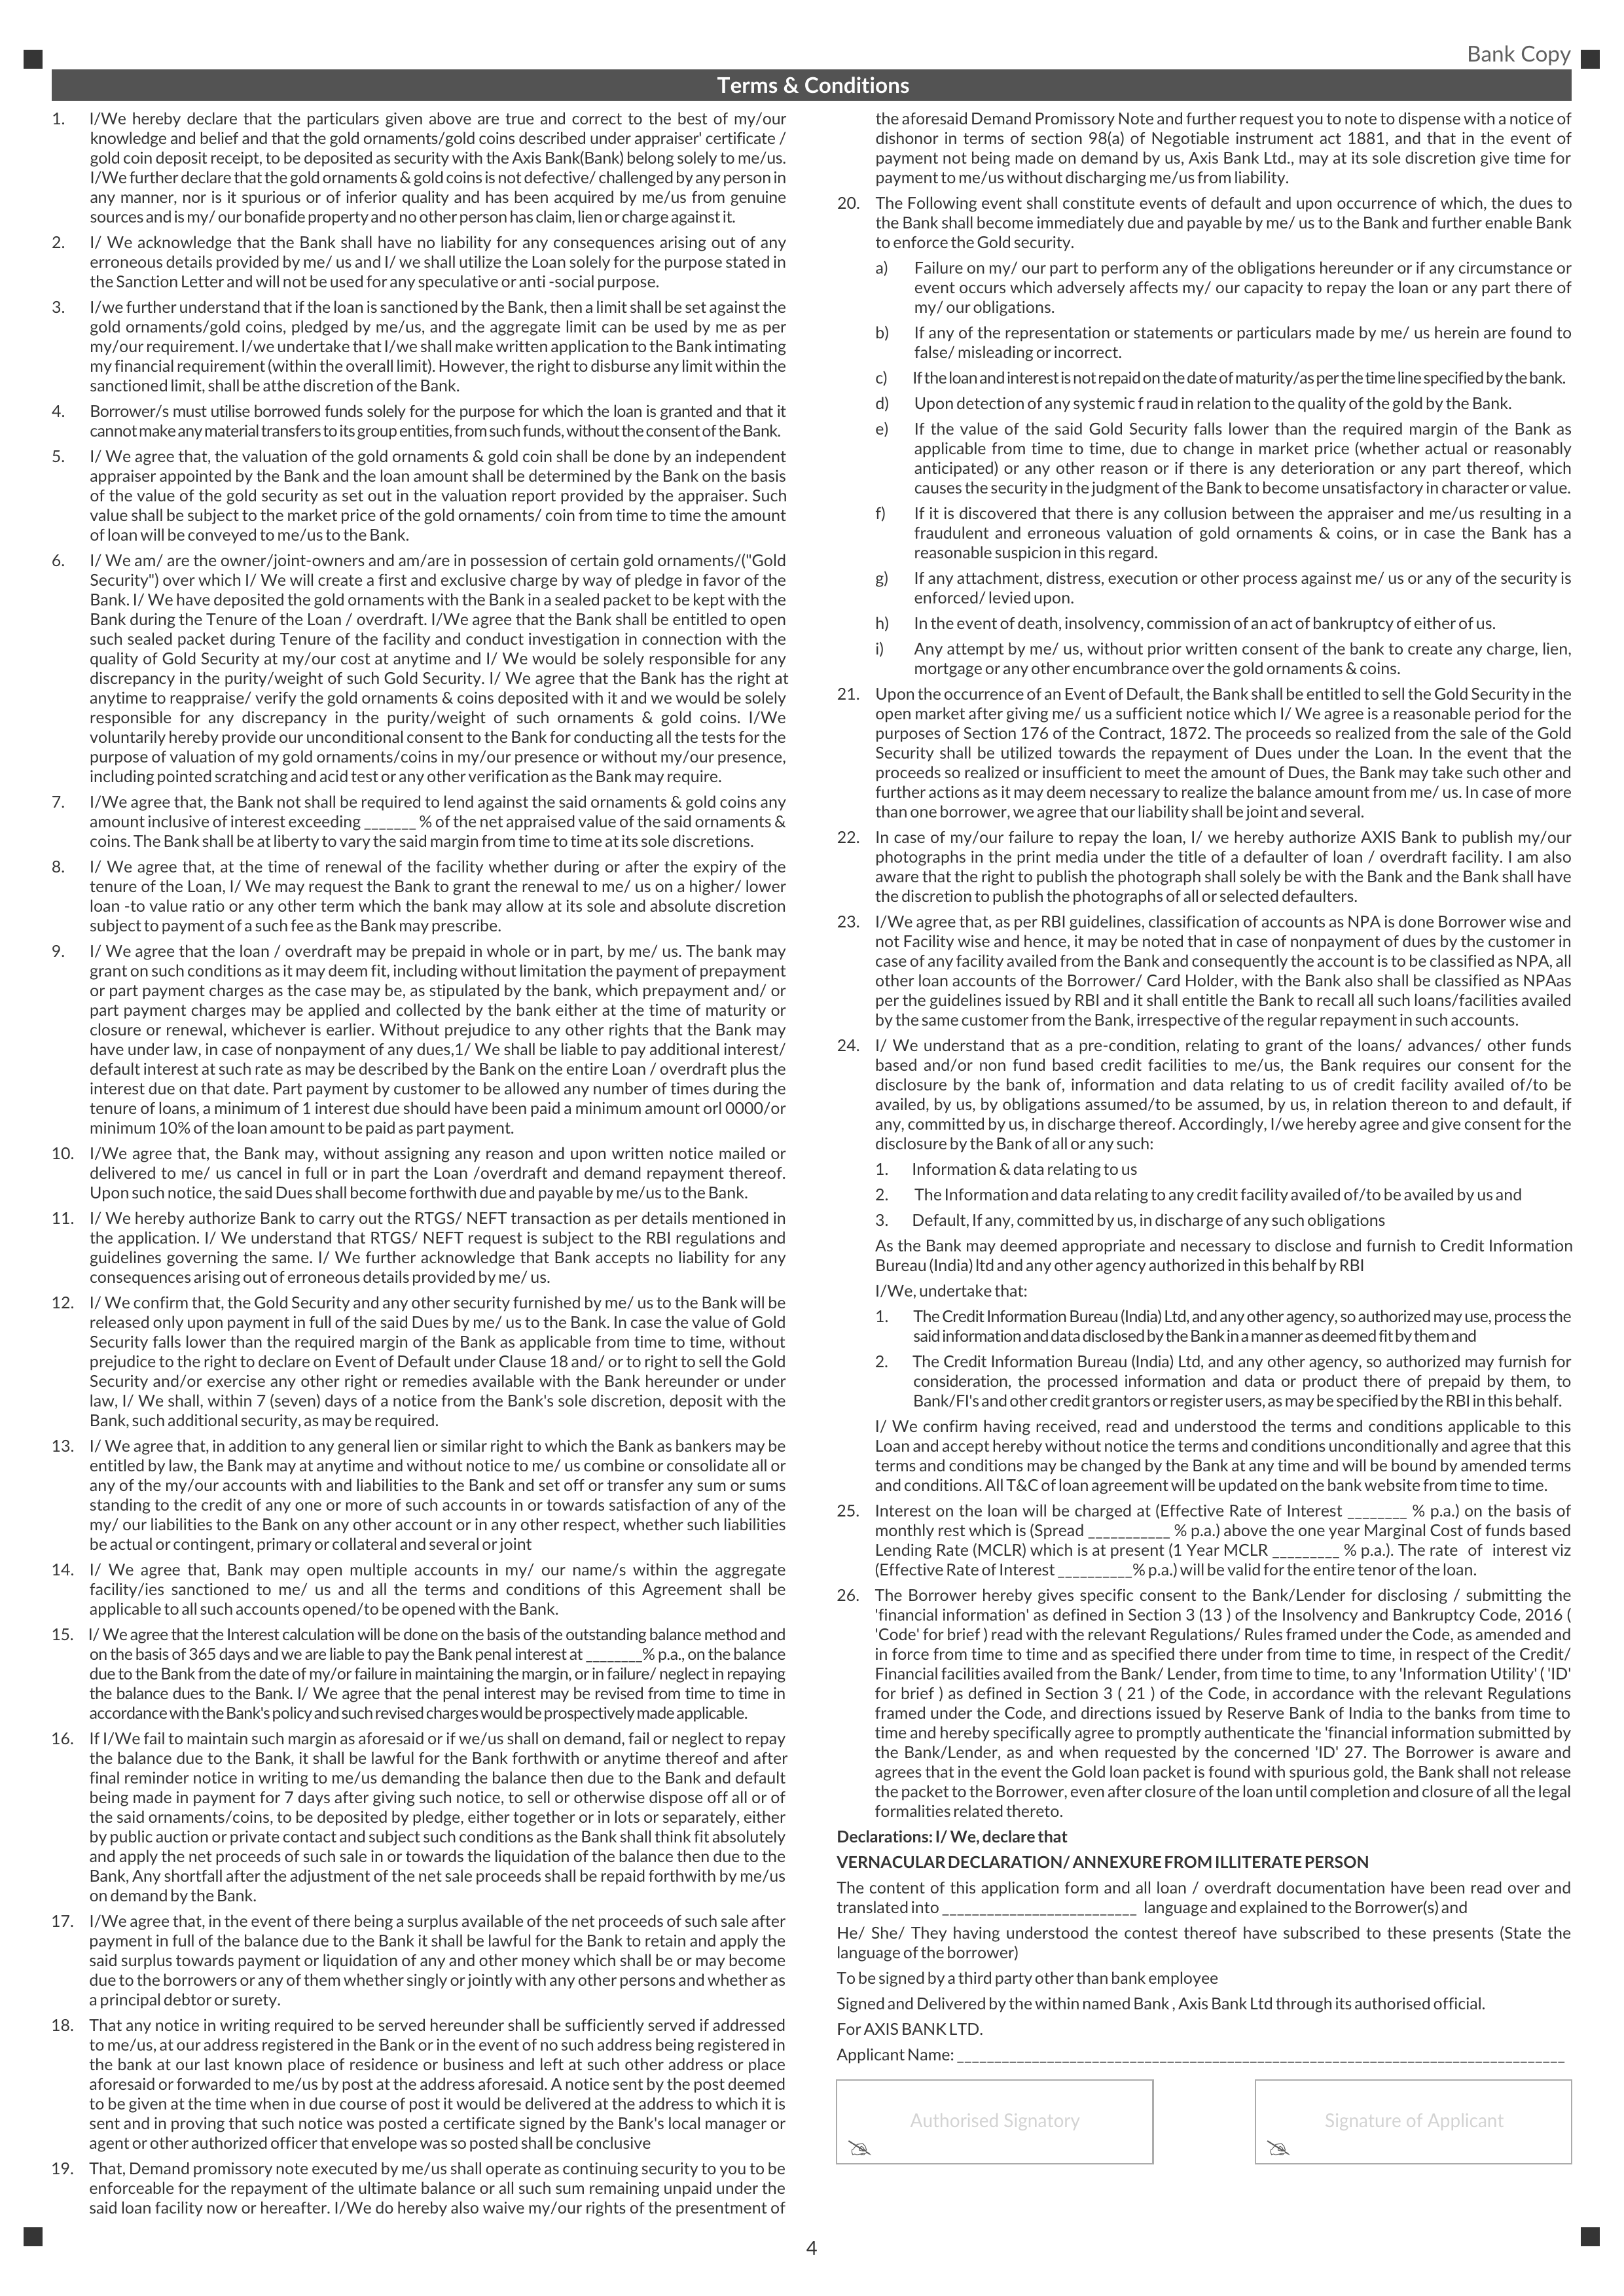 Bank Copy
Terms & Conditions
1. I/We hereby declare that the particulars given above are true and correct to the best of my/our
knowledge and belief and that the gold ornaments/gold coins described under appraiser' certificate /
gold coin deposit receipt, to be deposited as security with the Axis Bank(Bank) belong solely to me/us.
I/We further declare that the gold ornaments & gold coins is not defective/ challenged by any person in
any manner, nor is it spurious or of inferior quality and has been acquired by me/us from genuine
sources and is my/ our bonafide property and no other person has claim, lien or charge against it.
2. I/ We acknowledge that the Bank shall have no liability for any consequences arising out of any
erroneous details provided by me/ us and I/ we shall utilize the Loan solely for the purpose stated in
the Sanction Letter and will not be used for any speculative or anti -social purpose.
3. I/we further understand that if the loan is sanctioned by the Bank, then a limit shall be set against the
gold ornaments/gold coins, pledged by me/us, and the aggregate limit can be used by me as per
my/our requirement. I/we undertake that I/we shall make written application to the Bank intimating
my financial requirement (within the overall limit). However, the right to disburse any limit within the
sanctioned limit, shall be atthe discretion of the Bank.
4. Borrower/s must utilise borrowed funds solely for the purpose for which the loan is granted and that it
cannot make any material transfers to its group entities, from such funds, without the consent of the Bank.
5. I/ We agree that, the valuation of the gold ornaments & gold coin shall be done by an independent
appraiser appointed by the Bank and the loan amount shall be determined by the Bank on the basis
of the value of the gold security as set out in the valuation report provided by the appraiser. Such
value shall be subject to the market price of the gold ornaments/ coin from time to time the amount
of loan will be conveyed to me/us to the Bank.
6. I/ We am/ are the owner/joint-owners and am/are in possession of certain gold ornaments/("Gold
Security") over which I/ We will create a first and exclusive charge by way of pledge in favor of the
Bank. I/ We have deposited the gold ornaments with the Bank in a sealed packet to be kept with the
Bank during the Tenure of the Loan / overdraft. I/We agree that the Bank shall be entitled to open
such sealed packet during Tenure of the facility and conduct investigation in connection with the
quality of Gold Security at my/our cost at anytime and I/ We would be solely responsible for any
discrepancy in the purity/weight of such Gold Security. I/ We agree that the Bank has the right at
anytime to reappraise/ verify the gold ornaments & coins deposited with it and we would be solely
responsible for any discrepancy in the purity/weight of such ornaments & gold coins. I/We
voluntarily hereby provide our unconditional consent to the Bank for conducting all the tests for the
purpose of valuation of my gold ornaments/coins in my/our presence or without my/our presence,
including pointed scratching and acid test or any other verification as the Bank may require.
7. I/We agree that, the Bank not shall be required to lend against the said ornaments & gold coins any
amount inclusive of interest exceeding _______ % of the net appraised value of the said ornaments &
coins. The Bank shall be at liberty to vary the said margin from time to time at its sole discretions.
8. I/ We agree that, at the time of renewal of the facility whether during or after the expiry of the
tenure of the Loan, I/ We may request the Bank to grant the renewal to me/ us on a higher/ lower
loan -to value ratio or any other term which the bank may allow at its sole and absolute discretion
subject to payment of a such fee as the Bank may prescribe.
9. I/ We agree that the loan / overdraft may be prepaid in whole or in part, by me/ us. The bank may
grant on such conditions as it may deem fit, including without limitation the payment of prepayment
or part payment charges as the case may be, as stipulated by the bank, which prepayment and/ or
part payment charges may be applied and collected by the bank either at the time of maturity or
closure or renewal, whichever is earlier. Without prejudice to any other rights that the Bank may
have under law, in case of nonpayment of any dues,1/ We shall be liable to pay additional interest/
default interest at such rate as may be described by the Bank on the entire Loan / overdraft plus the
interest due on that date. Part payment by customer to be allowed any number of times during the
tenure of loans, a minimum of 1 interest due should have been paid a minimum amount orl 0000/or
minimum 10% of the loan amount to be paid as part payment.
10. I/We agree that, the Bank may, without assigning any reason and upon written notice mailed or
delivered to me/ us cancel in full or in part the Loan /overdraft and demand repayment thereof.
Upon such notice, the said Dues shall become forthwith due and payable by me/us to the Bank.
11. I/ We hereby authorize Bank to carry out the RTGS/ NEFT transaction as per details mentioned in
the application. I/ We understand that RTGS/ NEFT request is subject to the RBI regulations and
guidelines governing the same. I/ We further acknowledge that Bank accepts no liability for any
consequences arising out of erroneous details provided by me/ us.
12. I/ We confirm that, the Gold Security and any other security furnished by me/ us to the Bank will be
released only upon payment in full of the said Dues by me/ us to the Bank. In case the value of Gold
Security falls lower than the required margin of the Bank as applicable from time to time, without
prejudice to the right to declare on Event of Default under Clause 18 and/ or to right to sell the Gold
Security and/or exercise any other right or remedies available with the Bank hereunder or under
law, I/ We shall, within 7 (seven) days of a notice from the Bank's sole discretion, deposit with the
Bank, such additional security, as may be required.
13. I/ We agree that, in addition to any general lien or similar right to which the Bank as bankers may be
entitled by law, the Bank may at anytime and without notice to me/ us combine or consolidate all or
any of the my/our accounts with and liabilities to the Bank and set off or transfer any sum or sums
standing to the credit of any one or more of such accounts in or towards satisfaction of any of the
my/ our liabilities to the Bank on any other account or in any other respect, whether such liabilities
be actual or contingent, primary or collateral and several or joint
14. I/ We agree that, Bank may open multiple accounts in my/ our name/s within the aggregate
facility/ies sanctioned to me/ us and all the terms and conditions of this Agreement shall be
applicable to all such accounts opened/to be opened with the Bank.
15. I/ We agree that the Interest calculation will be done on the basis of the outstanding balance method and
on the basis of 365 days and we are liable to pay the Bank penal interest at ________% p.a., on the balance
due to the Bank from the date of my/or failure in maintaining the margin, or in failure/ neglect in repaying
the balance dues to the Bank. I/ We agree that the penal interest may be revised from time to time in
accordance with the Bank's policy and such revised charges would be prospectively made applicable.
16. If I/We fail to maintain such margin as aforesaid or if we/us shall on demand, fail or neglect to repay
the balance due to the Bank, it shall be lawful for the Bank forthwith or anytime thereof and after
final reminder notice in writing to me/us demanding the balance then due to the Bank and default
being made in payment for 7 days after giving such notice, to sell or otherwise dispose off all or of
the said ornaments/coins, to be deposited by pledge, either together or in lots or separately, either
by public auction or private contact and subject such conditions as the Bank shall think fit absolutely
and apply the net proceeds of such sale in or towards the liquidation of the balance then due to the
Bank, Any shortfall after the adjustment of the net sale proceeds shall be repaid forthwith by me/us
on demand by the Bank.
17. I/We agree that, in the event of there being a surplus available of the net proceeds of such sale after
payment in full of the balance due to the Bank it shall be lawful for the Bank to retain and apply the
said surplus towards payment or liquidation of any and other money which shall be or may become
due to the borrowers or any of them whether singly or jointly with any other persons and whether as
a principal debtor or surety.
18. That any notice in writing required to be served hereunder shall be sufficiently served if addressed
to me/us, at our address registered in the Bank or in the event of no such address being registered in
the bank at our last known place of residence or business and left at such other address or place
aforesaid or forwarded to me/us by post at the address aforesaid. A notice sent by the post deemed
to be given at the time when in due course of post it would be delivered at the address to which it is
sent and in proving that such notice was posted a certificate signed by the Bank's local manager or
agent or other authorized officer that envelope was so posted shall be conclusive
19. That, Demand promissory note executed by me/us shall operate as continuing security to you to be
enforceable for the repayment of the ultimate balance or all such sum remaining unpaid under the
said loan facility now or hereafter. I/We do hereby also waive my/our rights of the presentment of
the aforesaid Demand Promissory Note and further request you to note to dispense with a notice of
dishonor in terms of section 98(a) of Negotiable instrument act 1881, and that in the event of
payment not being made on demand by us, Axis Bank Ltd., may at its sole discretion give time for
payment to me/us without discharging me/us from liability.
20. The Following event shall constitute events of default and upon occurrence of which, the dues to
the Bank shall become immediately due and payable by me/ us to the Bank and further enable Bank
to enforce the Gold security.
a) Failure on my/ our part to perform any of the obligations hereunder or if any circumstance or
event occurs which adversely affects my/ our capacity to repay the loan or any part there of
my/ our obligations.
b) If any of the representation or statements or particulars made by me/ us herein are found to
false/ misleading or incorrect.
c) If the loan and interest is not repaid on the date of maturity/as per the time line specified by the bank.
d) Upon detection of any systemic f raud in relation to the quality of the gold by the Bank.
e) If the value of the said Gold Security falls lower than the required margin of the Bank as
applicable from time to time, due to change in market price (whether actual or reasonably
anticipated) or any other reason or if there is any deterioration or any part thereof, which
causes the security in the judgment of the Bank to become unsatisfactory in character or value.
f) If it is discovered that there is any collusion between the appraiser and me/us resulting in a
fraudulent and erroneous valuation of gold ornaments & coins, or in case the Bank has a
reasonable suspicion in this regard.
g) If any attachment, distress, execution or other process against me/ us or any of the security is
enforced/ levied upon.
h) In the event of death, insolvency, commission of an act of bankruptcy of either of us.
i) Any attempt by me/ us, without prior written consent of the bank to create any charge, lien,
mortgage or any other encumbrance over the gold ornaments & coins.
21. Upon the occurrence of an Event of Default, the Bank shall be entitled to sell the Gold Security in the
open market after giving me/ us a sufficient notice which I/ We agree is a reasonable period for the
purposes of Section 176 of the Contract, 1872. The proceeds so realized from the sale of the Gold
Security shall be utilized towards the repayment of Dues under the Loan. In the event that the
proceeds so realized or insufficient to meet the amount of Dues, the Bank may take such other and
further actions as it may deem necessary to realize the balance amount from me/ us. In case of more
than one borrower, we agree that our liability shall be joint and several.
22. In case of my/our failure to repay the loan, I/ we hereby authorize AXIS Bank to publish my/our
photographs in the print media under the title of a defaulter of loan / overdraft facility. I am also
aware that the right to publish the photograph shall solely be with the Bank and the Bank shall have
the discretion to publish the photographs of all or selected defaulters.
23. I/We agree that, as per RBI guidelines, classification of accounts as NPA is done Borrower wise and
not Facility wise and hence, it may be noted that in case of nonpayment of dues by the customer in
case of any facility availed from the Bank and consequently the account is to be classified as NPA, all
other loan accounts of the Borrower/ Card Holder, with the Bank also shall be classified as NPAas
per the guidelines issued by RBI and it shall entitle the Bank to recall all such loans/facilities availed
by the same customer from the Bank, irrespective of the regular repayment in such accounts.
24. I/ We understand that as a pre-condition, relating to grant of the loans/ advances/ other funds
based and/or non fund based credit facilities to me/us, the Bank requires our consent for the
disclosure by the bank of, information and data relating to us of credit facility availed of/to be
availed, by us, by obligations assumed/to be assumed, by us, in relation thereon to and default, if
any, committed by us, in discharge thereof. Accordingly, I/we hereby agree and give consent for the
disclosure by the Bank of all or any such:
1. Information & data relating to us
2. The Information and data relating to any credit facility availed of/to be availed by us and
3. Default, If any, committed by us, in discharge of any such obligations
As the Bank may deemed appropriate and necessary to disclose and furnish to Credit Information
Bureau (India) ltd and any other agency authorized in this behalf by RBI
I/We, undertake that:
1. The Credit Information Bureau (India) Ltd, and any other agency, so authorized may use, process the
said information and data disclosed by the Bank in a manner as deemed fit by them and
2. The Credit Information Bureau (India) Ltd, and any other agency, so authorized may furnish for
consideration, the processed information and data or product there of prepaid by them, to
Bank/FI's and other credit grantors or register users, as may be specified by the RBI in this behalf.
I/ We confirm having received, read and understood the terms and conditions applicable to this
Loan and accept hereby without notice the terms and conditions unconditionally and agree that this
terms and conditions may be changed by the Bank at any time and will be bound by amended terms
and conditions. All T&C of loan agreement will be updated on the bank website from time to time.
25. Interest on the loan will be charged at (Effective Rate of Interest ________ % p.a.) on the basis of
monthly rest which is (Spread ___________ % p.a.) above the one year Marginal Cost of funds based
Lending Rate (MCLR) which is at present (1 Year MCLR _________ % p.a.). The rate of interest viz
(Effective Rate of Interest __________% p.a.) will be valid for the entire tenor of the loan.
26. The Borrower hereby gives specific consent to the Bank/Lender for disclosing / submitting the
'financial information' as defined in Section 3 (13 ) of the Insolvency and Bankruptcy Code, 2016 (
'Code' for brief ) read with the relevant Regulations/ Rules framed under the Code, as amended and
in force from time to time and as specified there under from time to time, in respect of the Credit/
Financial facilities availed from the Bank/ Lender, from time to time, to any 'Information Utility' ( 'ID'
for brief ) as defined in Section 3 ( 21 ) of the Code, in accordance with the relevant Regulations
framed under the Code, and directions issued by Reserve Bank of India to the banks from time to
time and hereby specifically agree to promptly authenticate the 'financial information submitted by
the Bank/Lender, as and when requested by the concerned 'ID' 27. The Borrower is aware and
agrees that in the event the Gold loan packet is found with spurious gold, the Bank shall not release
the packet to the Borrower, even after closure of the loan until completion and closure of all the legal
formalities related thereto.
Declarations: I/ We, declare that
VERNACULAR DECLARATION/ ANNEXURE FROM ILLITERATE PERSON
The content of this application form and all loan / overdraft documentation have been read over and
translated into __________________________ language and explained to the Borrower(s) and
He/ She/ They having understood the contest thereof have subscribed to these presents (State the
language of the borrower)
To be signed by a third party other than bank employee
Signed and Delivered by the within named Bank , Axis Bank Ltd through its authorised official.
For AXIS BANK LTD.
Applicant Name: ______________________________________________________________________
Authorised Signatory
Signature of Applicant
4